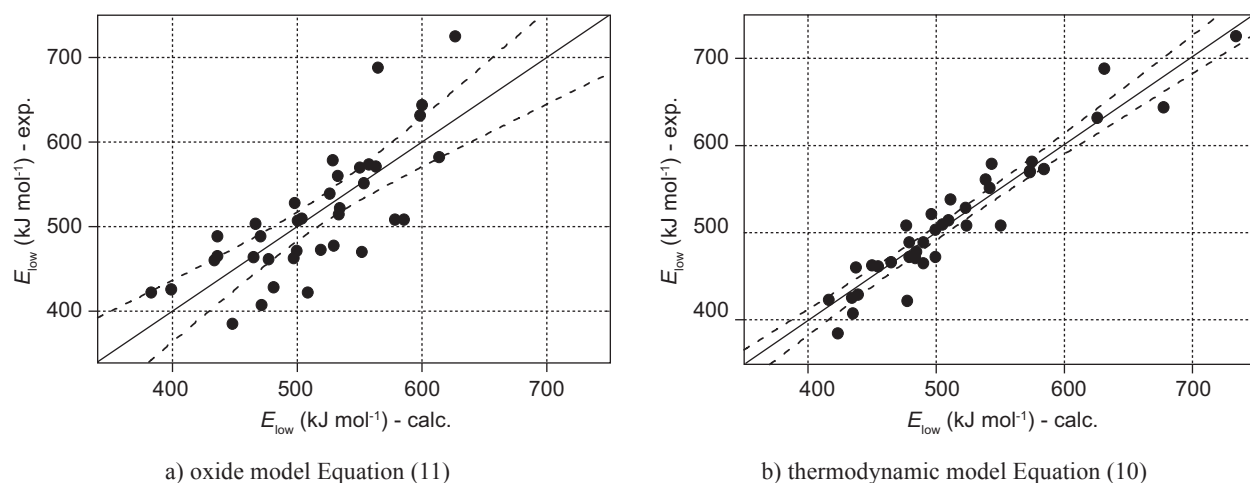 700
600
500
400
E_low (kJ mol⁻¹) - exp.
400 500 600 700
E_low (kJ mol⁻¹) - calc.
a) oxide model Equation (11)
700
600
500
400
E_low (kJ mol⁻¹) - exp.
400 500 600 700
E_low (kJ mol⁻¹) - calc.
b) thermodynamic model Equation (10)